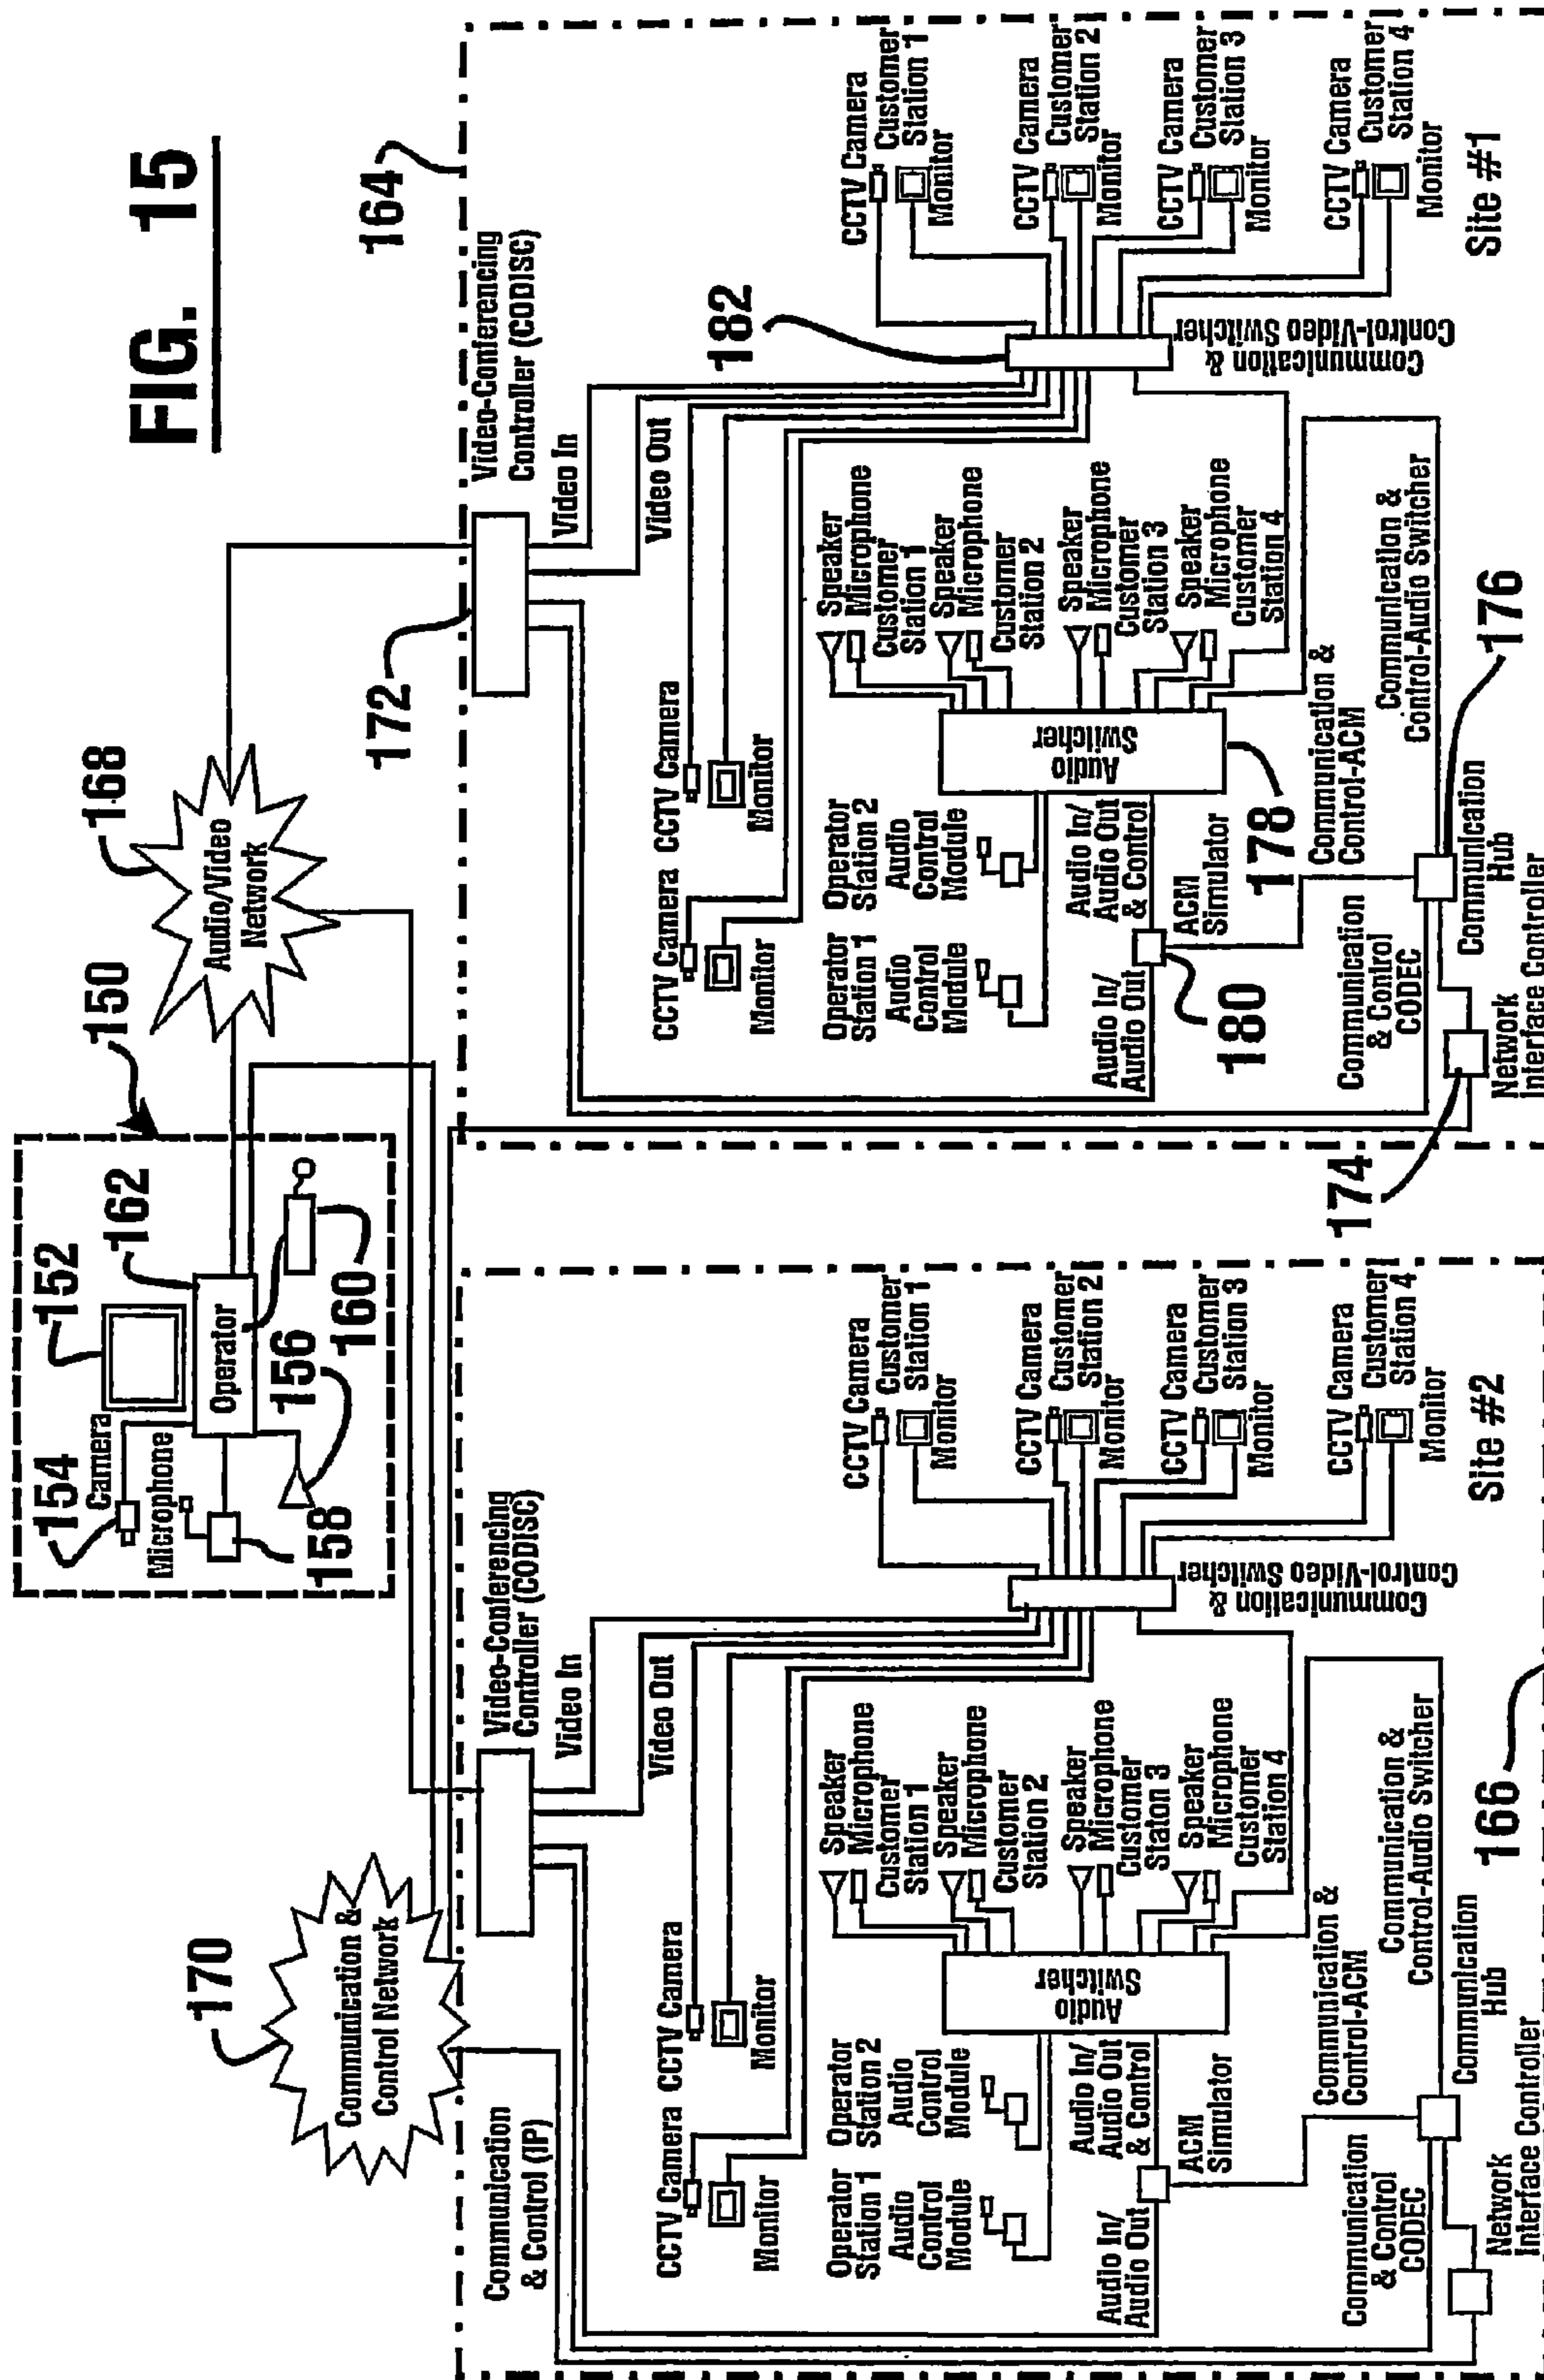 FIG. 15
150
152
154
Camera
Microphone
158
Operator
162
156
160
168
Audio/Video
Network
170
Communication &
Control Network
164
172
Video-Conferencing
Controller (CODISC)
Video In
Video Out
CCTV Camera
Monitor
CCTV Camera
Monitor
Operator
Station 1
Audio
Control
Module
Operator
Station 2
Audio
Control
Module
Audio In/
Audio Out
Audio In/
Audio Out
& Control
ACM
Simulator
180
Audio
Switcher
178
Speaker
Microphone
Customer
Station 1
Speaker
Microphone
Customer
Station 2
Speaker
Microphone
Customer
Station 3
Speaker
Microphone
Customer
Station 4
182
Communication &
Control-Video Switcher
CCTV Camera
Customer
Station 1
Monitor
CCTV Camera
Customer
Station 2
Monitor
CCTV Camera
Customer
Station 3
Monitor
CCTV Camera
Customer
Station 4
Monitor
Site #1
Communication &
Control-ACM
Communication &
Control-Audio Switcher
Communication
& Control
CODEC
Communication
Hub
176
174
Network
Interface Controller
Communication
& Control (IP)
Video-Conferencing
Controller (CODISC)
Video In
Video Out
CCTV Camera
Monitor
CCTV Camera
Monitor
Operator
Station 1
Audio
Control
Module
Operator
Station 2
Audio
Control
Module
Audio In/
Audio Out
Audio In/
Audio Out
& Control
ACM
Simulator
Audio
Switcher
Speaker
Microphone
Customer
Station 1
Speaker
Microphone
Customer
Station 2
Speaker
Microphone
Customer
Staton 3
Speaker
Microphone
Customer
Station 4
Communication &
Control-Video Switcher
CCTV Camera
Customer
Station 1
Monitor
CCTV Camera
Customer
Station 2
Monitor
CCTV Camera
Customer
Station 3
Monitor
CCTV Camera
Customer
Station 4
Monitor
Site #2
Communication &
Control-ACM
Communication &
Control-Audio Switcher
Communication
& Control
CODEC
Communication
Hub
166
Network
Interface Controller